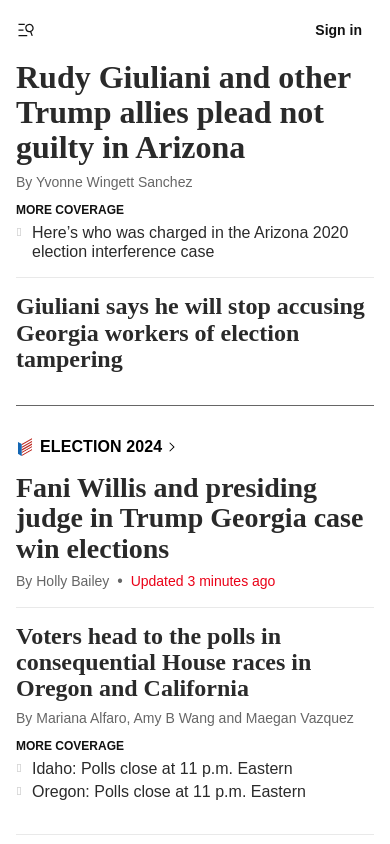 Sign in
Rudy Giuliani and other
Trump allies plead not
guilty in Arizona
By Yvonne Wingett Sanchez
MORE COVERAGE
Here’s who was charged in the Arizona 2020
election interference case
Giuliani says he will stop accusing
Georgia workers of election
tampering
ELECTION 2024
Fani Willis and presiding
judge in Trump Georgia case
win elections
By Holly Bailey • Updated 3 minutes ago
Voters head to the polls in
consequential House races in
Oregon and California
By Mariana Alfaro, Amy B Wang and Maegan Vazquez
MORE COVERAGE
Idaho: Polls close at 11 p.m. Eastern
Oregon: Polls close at 11 p.m. Eastern